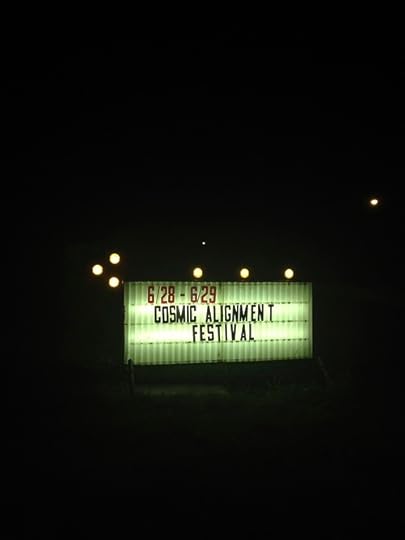 6/28 - 6/29
COSMIC ALIGNMENT
FESTIVAL